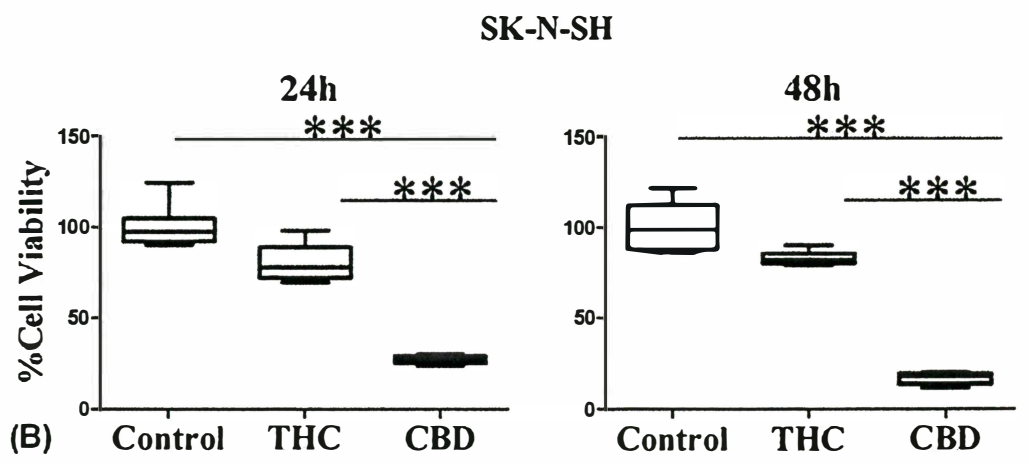 SK-N-SH
24h
***
***
%Cell Viability
150
100
50
0
Control THC CBD
48h
***
***
150
100
50
0
Control THC CBD
(B)